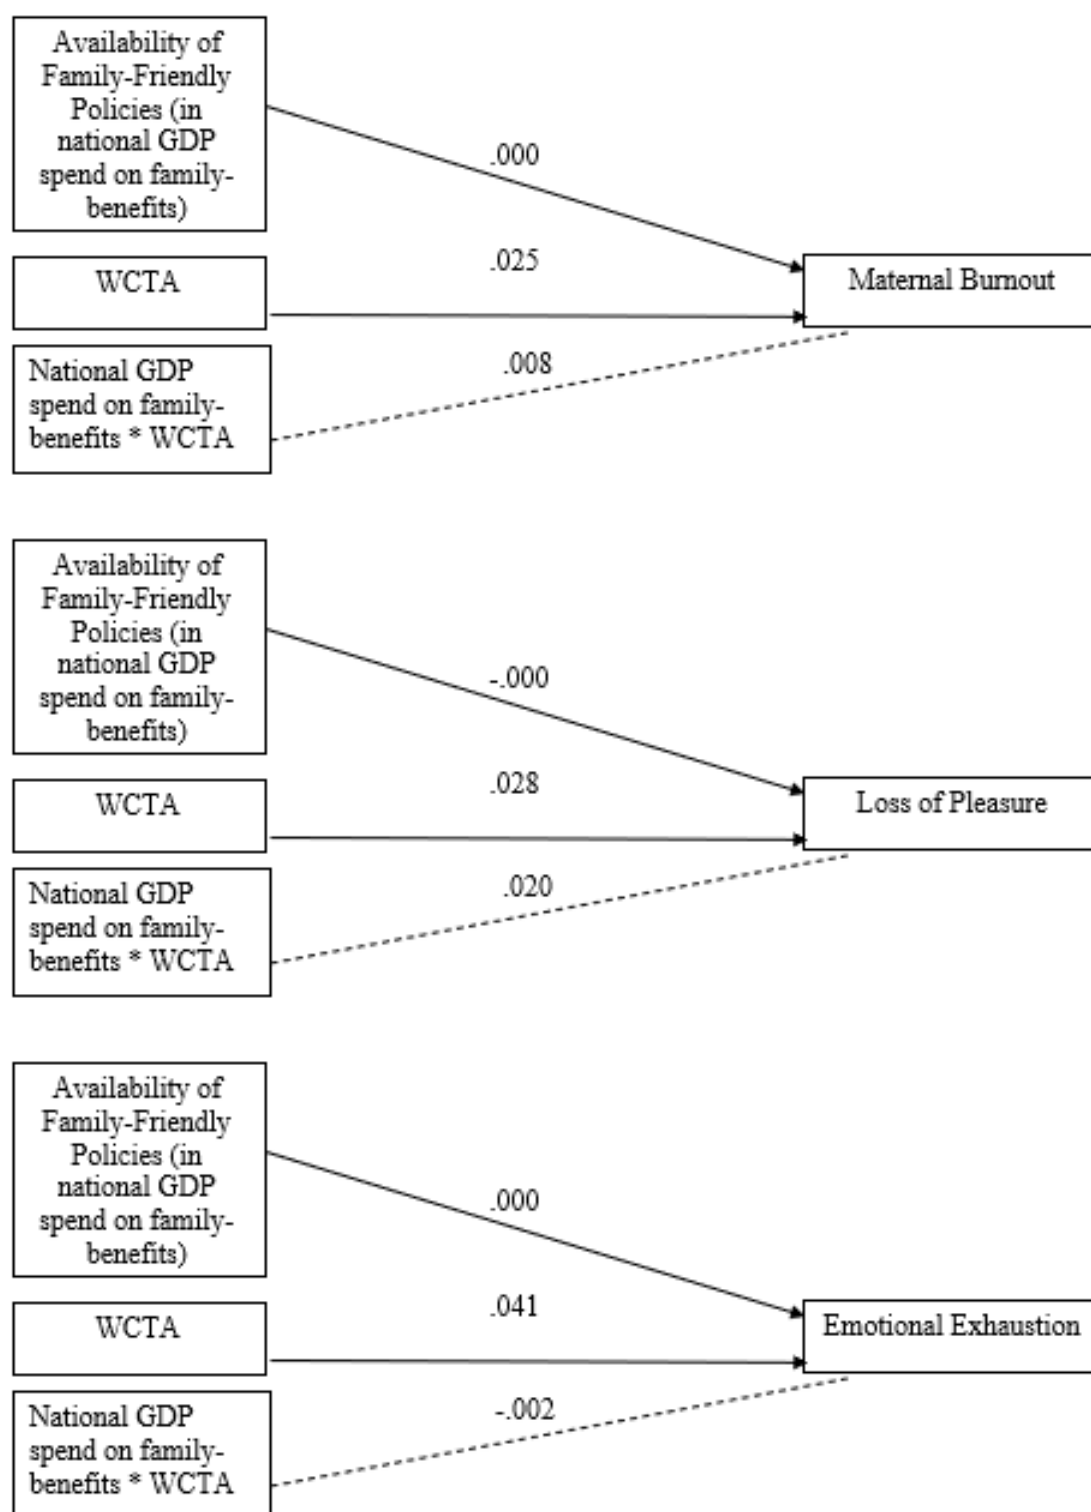 Availability of
Family-Friendly
Policies (in
national GDP
spend on family-
benefits)
.000
WCTA
.025
Maternal Burnout
National GDP
spend on family-
benefits * WCTA
.008
Availability of
Family-Friendly
Policies (in
national GDP
spend on family-
benefits)
-.000
WCTA
.028
Loss of Pleasure
National GDP
spend on family-
benefits * WCTA
.020
Availability of
Family-Friendly
Policies (in
national GDP
spend on family-
benefits)
.000
WCTA
.041
Emotional Exhaustion
National GDP
spend on family-
benefits * WCTA
-.002